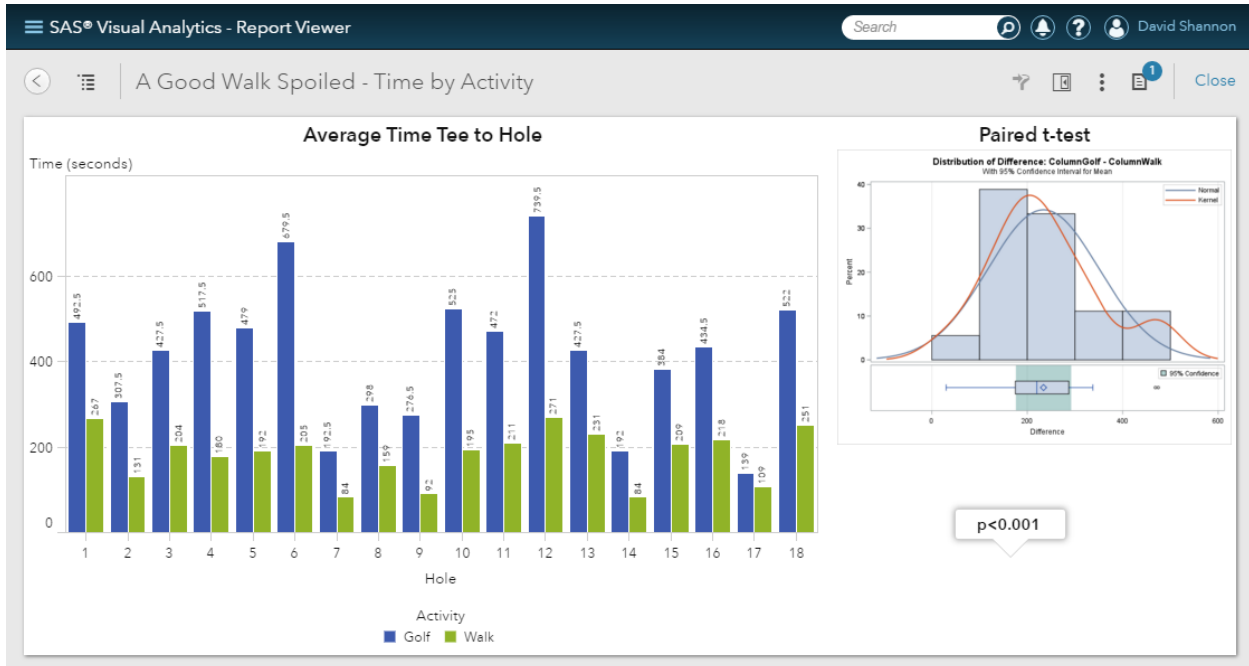 SAS® Visual Analytics - Report Viewer
Search
David Shannon
A Good Walk Spoiled - Time by Activity
1
Close
Average Time Tee to Hole
Time (seconds)
600
400
200
0
492.5
267
307.5
131
427.5
204
517.5
180
479
192
679.5
205
192.5
84
298
159
276.5
92
525
195
472
211
739.5
271
427.5
231
192
84
384
209
434.5
218
139
109
522
251
1 2 3 4 5 6 7 8 9 10 11 12 13 14 15 16 17 18
Hole
Activity
Golf Walk
Paired t-test
Distribution of Difference: ColumnGolf - ColumnWalk
With 95% Confidence Interval for Mean
Normal
Kernel
Percent
40
30
20
10
0
95% Confidence
0 200 400 600
Difference
p<0.001